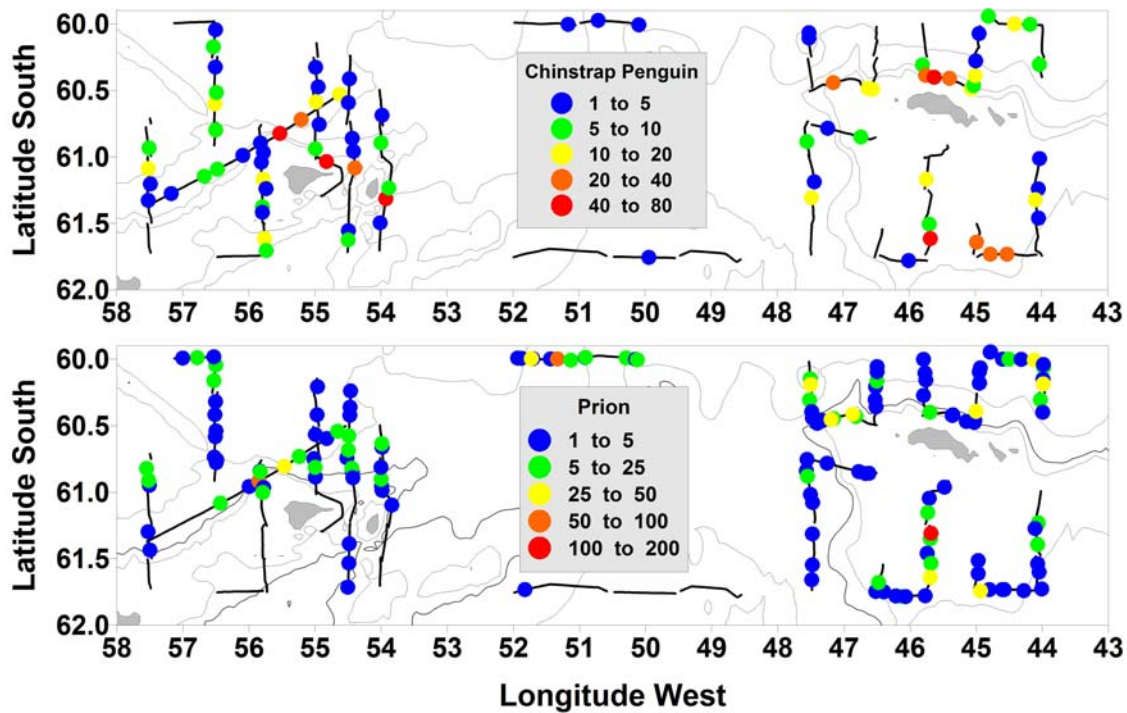 60.0
60.5
61.0
61.5
62.0
Latitude South
Chinstrap Penguin
1 to 5
5 to 10
10 to 20
20 to 40
40 to 80
58 57 56 55 54 53 52 51 50 49 48 47 46 45 44 43
60.0
60.5
61.0
61.5
62.0
Latitude South
Prion
1 to 5
5 to 25
25 to 50
50 to 100
100 to 200
58 57 56 55 54 53 52 51 50 49 48 47 46 45 44 43
Longitude West